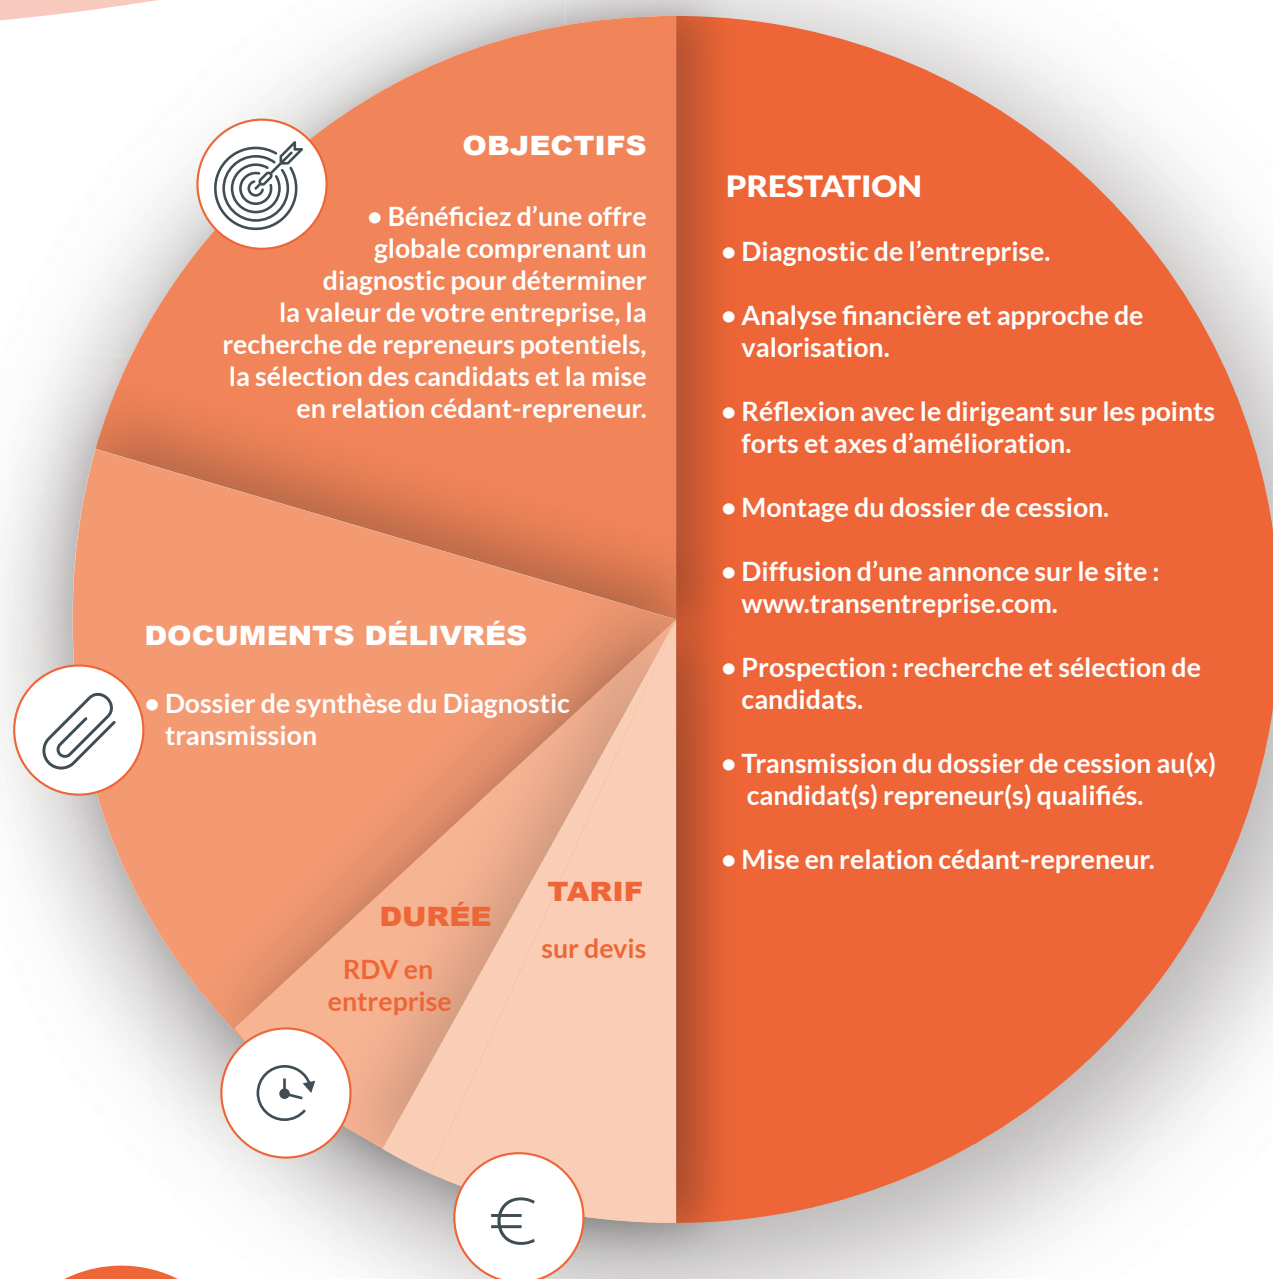 OBJECTIFS
• Bénéficiez d’une offre
globale comprenant un
diagnostic pour déterminer
la valeur de votre entreprise, la
recherche de repreneurs potentiels,
la sélection des candidats et la mise
en relation cédant-repreneur.
PRESTATION
• Diagnostic de l’entreprise.
• Analyse financière et approche de
valorisation.
• Réflexion avec le dirigeant sur les points
forts et axes d’amélioration.
• Montage du dossier de cession.
• Diffusion d’une annonce sur le site :
www.transentreprise.com.
• Prospection : recherche et sélection de
candidats.
• Transmission du dossier de cession au(x)
candidat(s) repreneur(s) qualifiés.
• Mise en relation cédant-repreneur.
DOCUMENTS DÉLIVRÉS
• Dossier de synthèse du Diagnostic
transmission
DURÉE
RDV en
entreprise
TARIF
sur devis
€